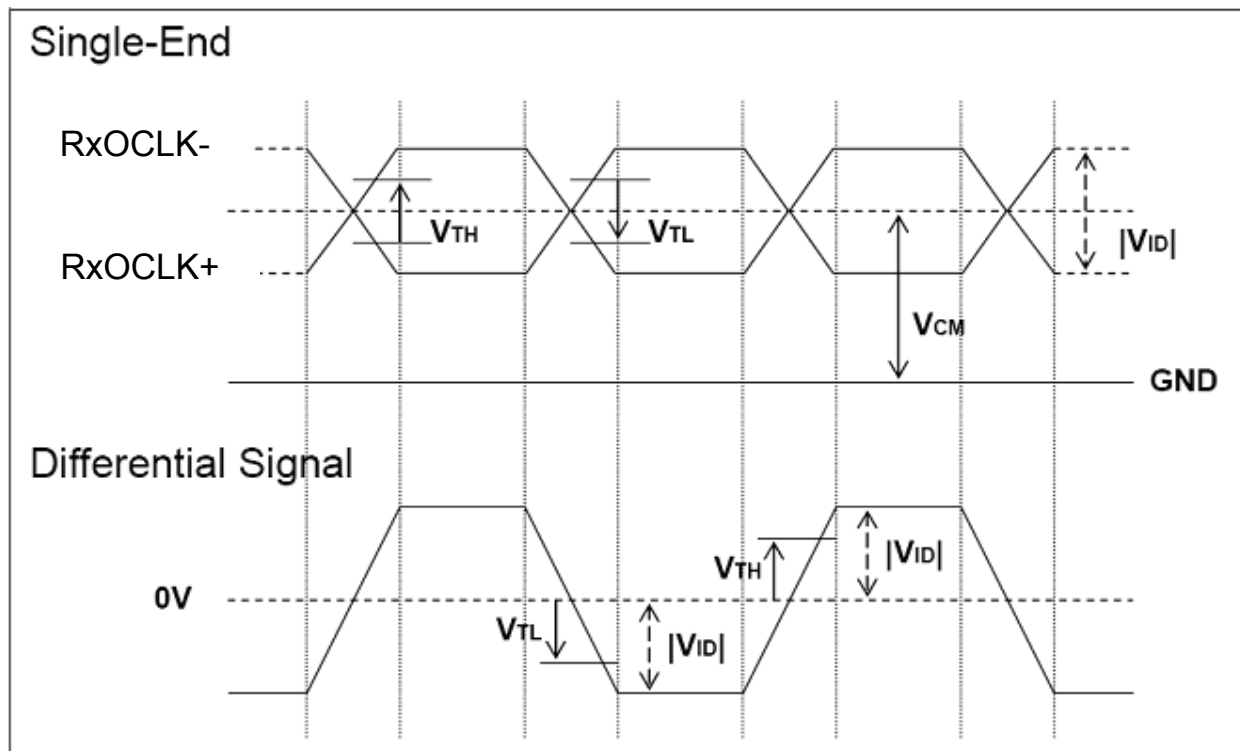 Single-End
RxOCLK-
VTH
VTL
|VID|
RxOCLK+
VCM
GND
Differential Signal
VTH
|VID|
0V
VTL
|VID|